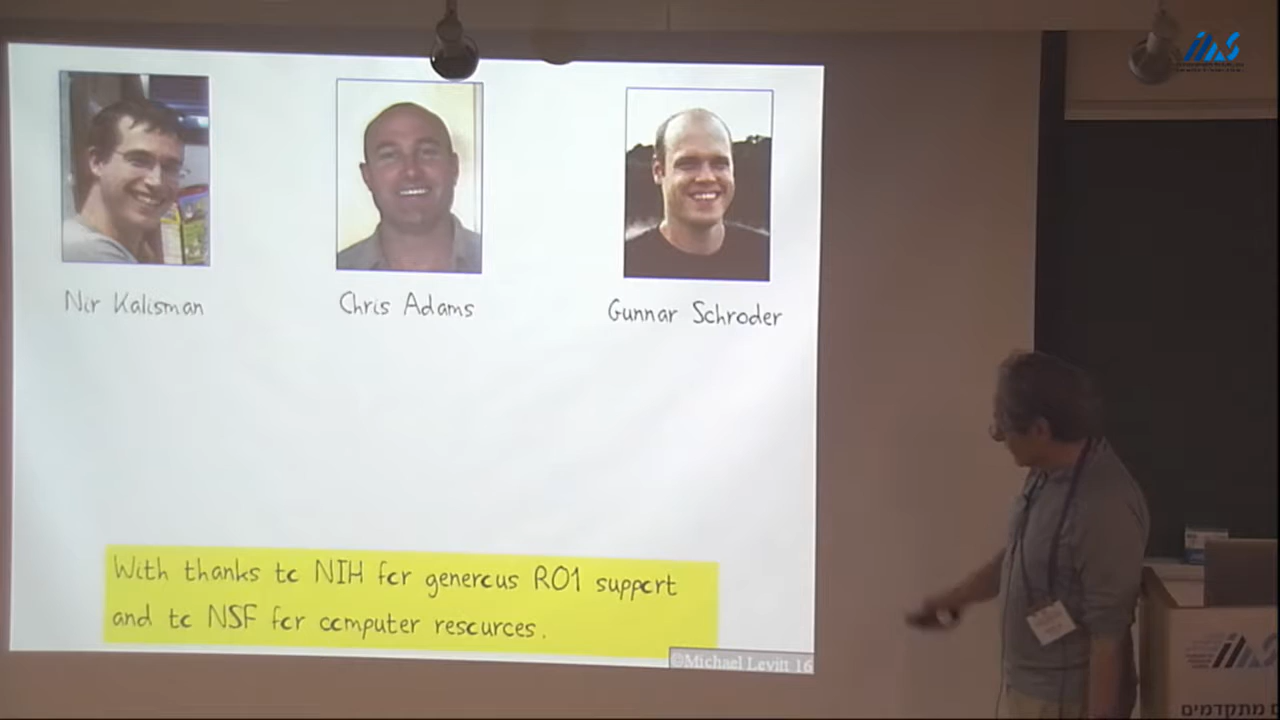 Nir Kalisman
Chris Adams
Gunnar Schroder
With thanks to NIH for generous R01 support
and to NSF for computer resources.
©Michael Levitt 16
מתקדמים